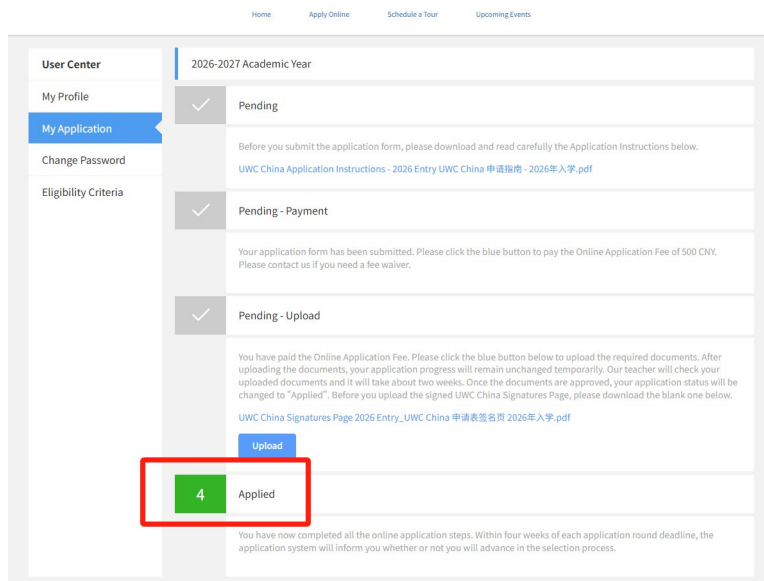 Home Apply Online Schedule a Tour Upcoming Events
User Center
My Profile
My Application
Change Password
Eligibility Criteria
2026-2027 Academic Year
Pending
Before you submit the application form, please download and read carefully the Application Instructions below.
UWC China Application Instructions - 2026 Entry UWC China 申请指南 - 2026年入学.pdf
Pending - Payment
Your application form has been submitted. Please click the blue button to pay the Online Application Fee of 500 CNY.
Please contact us if you need a fee waiver.
Pending - Upload
You have paid the Online Application Fee. Please click the blue button below to upload the required documents. After
uploading the documents, your application progress will remain unchanged temporarily. Our teacher will check your
uploaded documents and it will take about two weeks. Once the documents are approved, your application status will be
changed to "Applied". Before you upload the signed UWC China Signatures Page, please download the blank one below.
UWC China Signatures Page 2026 Entry_UWC China 申请表签名页 2026年入学.pdf
Upload
4 Applied
You have now completed all the online application steps. Within four weeks of each application round deadline, the
application system will inform you whether or not you will advance in the selection process.